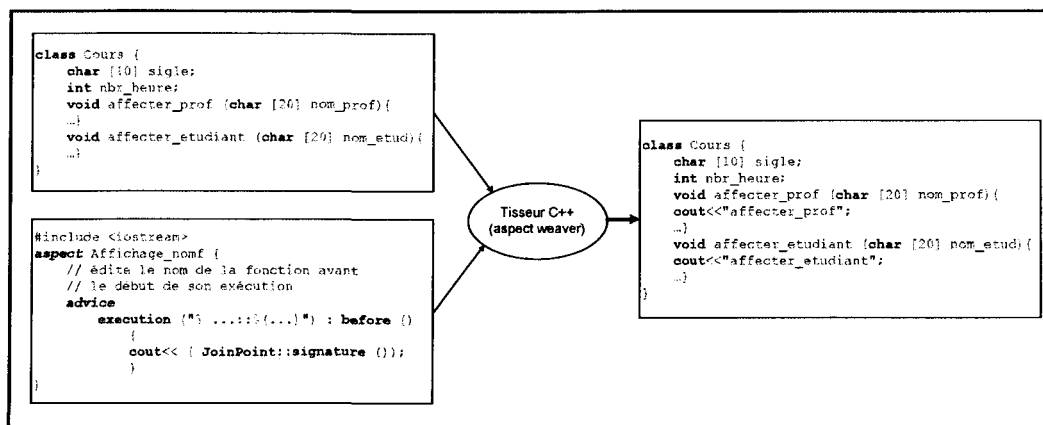 class Cours {
char [10] sigle;
int nbr_heure;
void affecter_prof (char [20] nom_prof){
…}
void affecter_etudiant (char [20] nom_etud){
…}
}
#include <iostream>
aspect Affichage_nomf {
// édite le nom de la fonction avant
// le début de son exécution
advice
execution ("% ...::%(...)") : before ()
{
cout<< ( JoinPoint::signature ());
}
}
Tisseur C++
(aspect weaver)
class Cours {
char [10] sigle;
int nbr_heure;
void affecter_prof (char [20] nom_prof){
cout<<"affecter_prof";
…}
void affecter_etudiant (char [20] nom_etud){
cout<<"affecter_etudiant";
…}
}